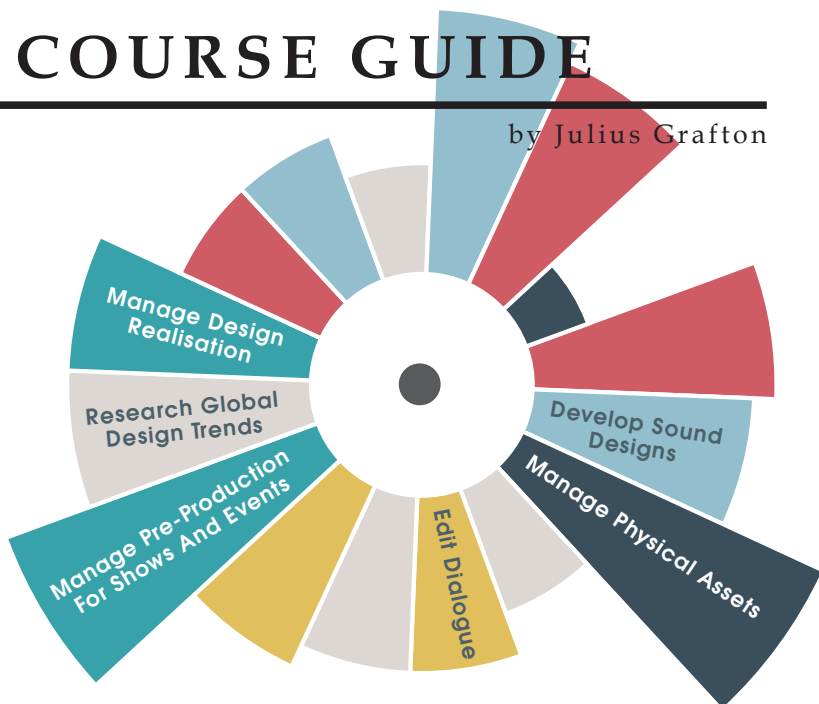 COURSE GUIDE
by Julius Grafton
Manage Design
Realisation
Research Global
Design Trends
Manage Pre-Production
For Shows And Events
Edit Dialogue
Develop Sound
Designs
Manage Physical Assets